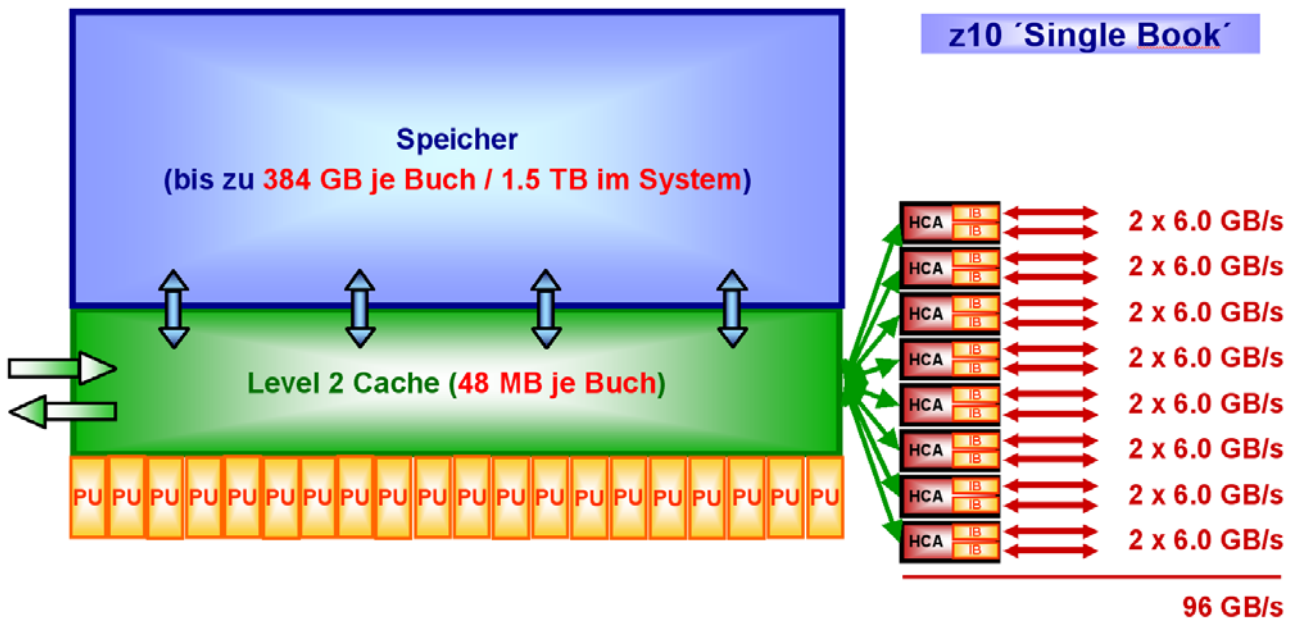 z10 ´Single Book´
Speicher
(bis zu 384 GB je Buch / 1.5 TB im System)
Level 2 Cache (48 MB je Buch)
PU PU PU PU PU PU PU PU PU PU PU PU PU PU PU PU PU PU PU PU
HCA IB IB 2 x 6.0 GB/s
HCA IB IB 2 x 6.0 GB/s
HCA IB IB 2 x 6.0 GB/s
HCA IB IB 2 x 6.0 GB/s
HCA IB IB 2 x 6.0 GB/s
HCA IB IB 2 x 6.0 GB/s
HCA IB IB 2 x 6.0 GB/s
HCA IB IB 2 x 6.0 GB/s
96 GB/s